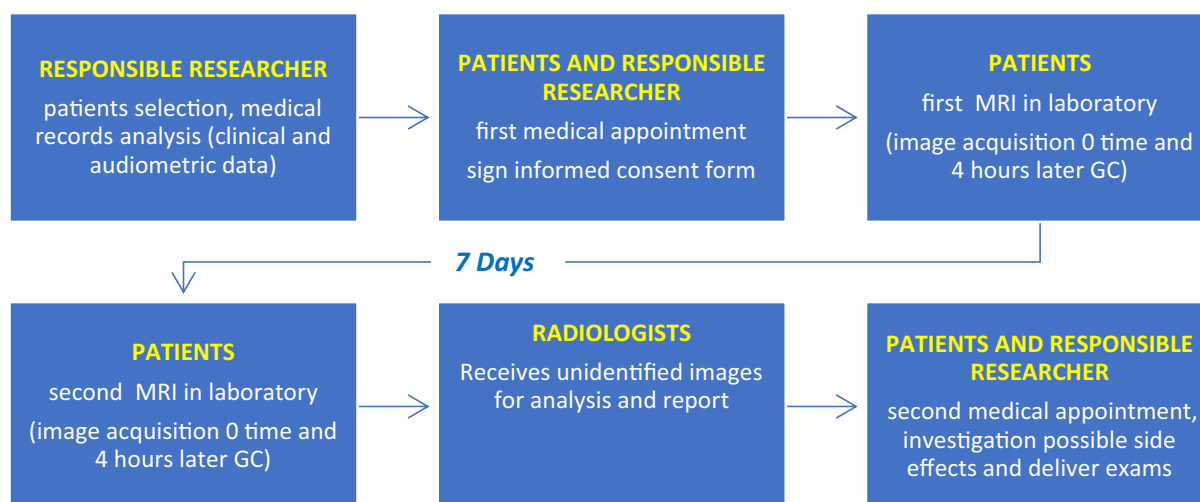 RESPONSIBLE RESEARCHER
patients selection, medical
records analysis (clinical and
audiometric data)
PATIENTS AND RESPONSIBLE
RESEARCHER
first medical appointment
sign informed consent form
PATIENTS
first MRI in laboratory
(image acquisition 0 time and
4 hours later GC)
7 Days
PATIENTS
second MRI in laboratory
(image acquisition 0 time and
4 hours later GC)
RADIOLOGISTS
Receives unidentified images
for analysis and report
PATIENTS AND RESPONSIBLE
RESEARCHER
second medical appointment,
investigation possible side
effects and deliver exams